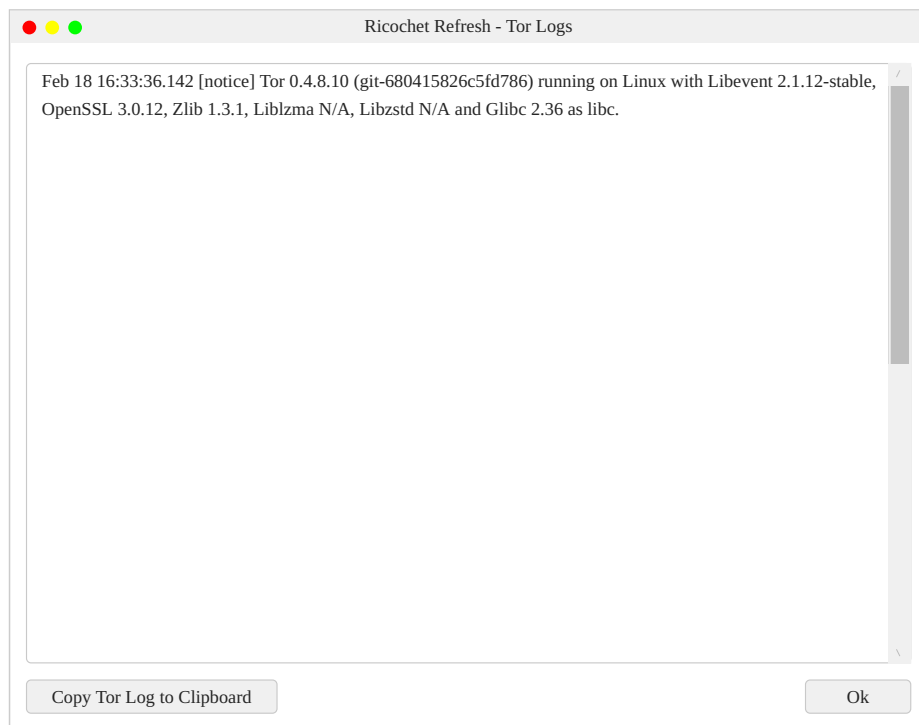 Ricochet Refresh - Tor Logs
Feb 18 16:33:36.142 [notice] Tor 0.4.8.10 (git-680415826c5fd786) running on Linux with Libevent 2.1.12-stable,
OpenSSL 3.0.12, Zlib 1.3.1, Liblzma N/A, Libzstd N/A and Glibc 2.36 as libc.
Copy Tor Log to Clipboard
Ok